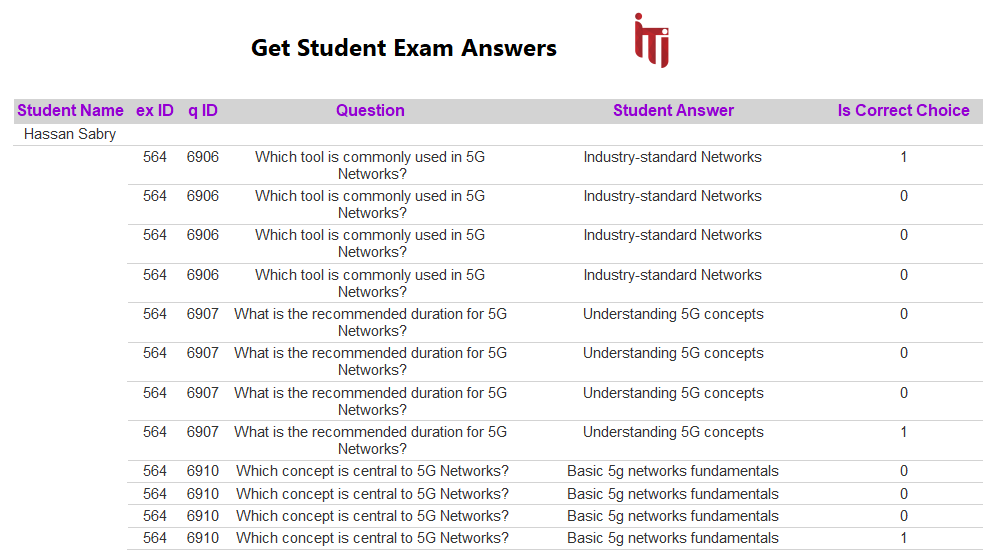 Get Student Exam Answers
iTi
Student Name ex ID q ID Question Student Answer Is Correct Choice
Hassan Sabry
564 6906 Which tool is commonly used in 5G Industry-standard Networks 1
Networks?
564 6906 Which tool is commonly used in 5G Industry-standard Networks 0
Networks?
564 6906 Which tool is commonly used in 5G Industry-standard Networks 0
Networks?
564 6906 Which tool is commonly used in 5G Industry-standard Networks 0
Networks?
564 6907 What is the recommended duration for 5G Understanding 5G concepts 0
Networks?
564 6907 What is the recommended duration for 5G Understanding 5G concepts 0
Networks?
564 6907 What is the recommended duration for 5G Understanding 5G concepts 0
Networks?
564 6907 What is the recommended duration for 5G Understanding 5G concepts 1
Networks?
564 6910 Which concept is central to 5G Networks? Basic 5g networks fundamentals 0
564 6910 Which concept is central to 5G Networks? Basic 5g networks fundamentals 0
564 6910 Which concept is central to 5G Networks? Basic 5g networks fundamentals 0
564 6910 Which concept is central to 5G Networks? Basic 5g networks fundamentals 1